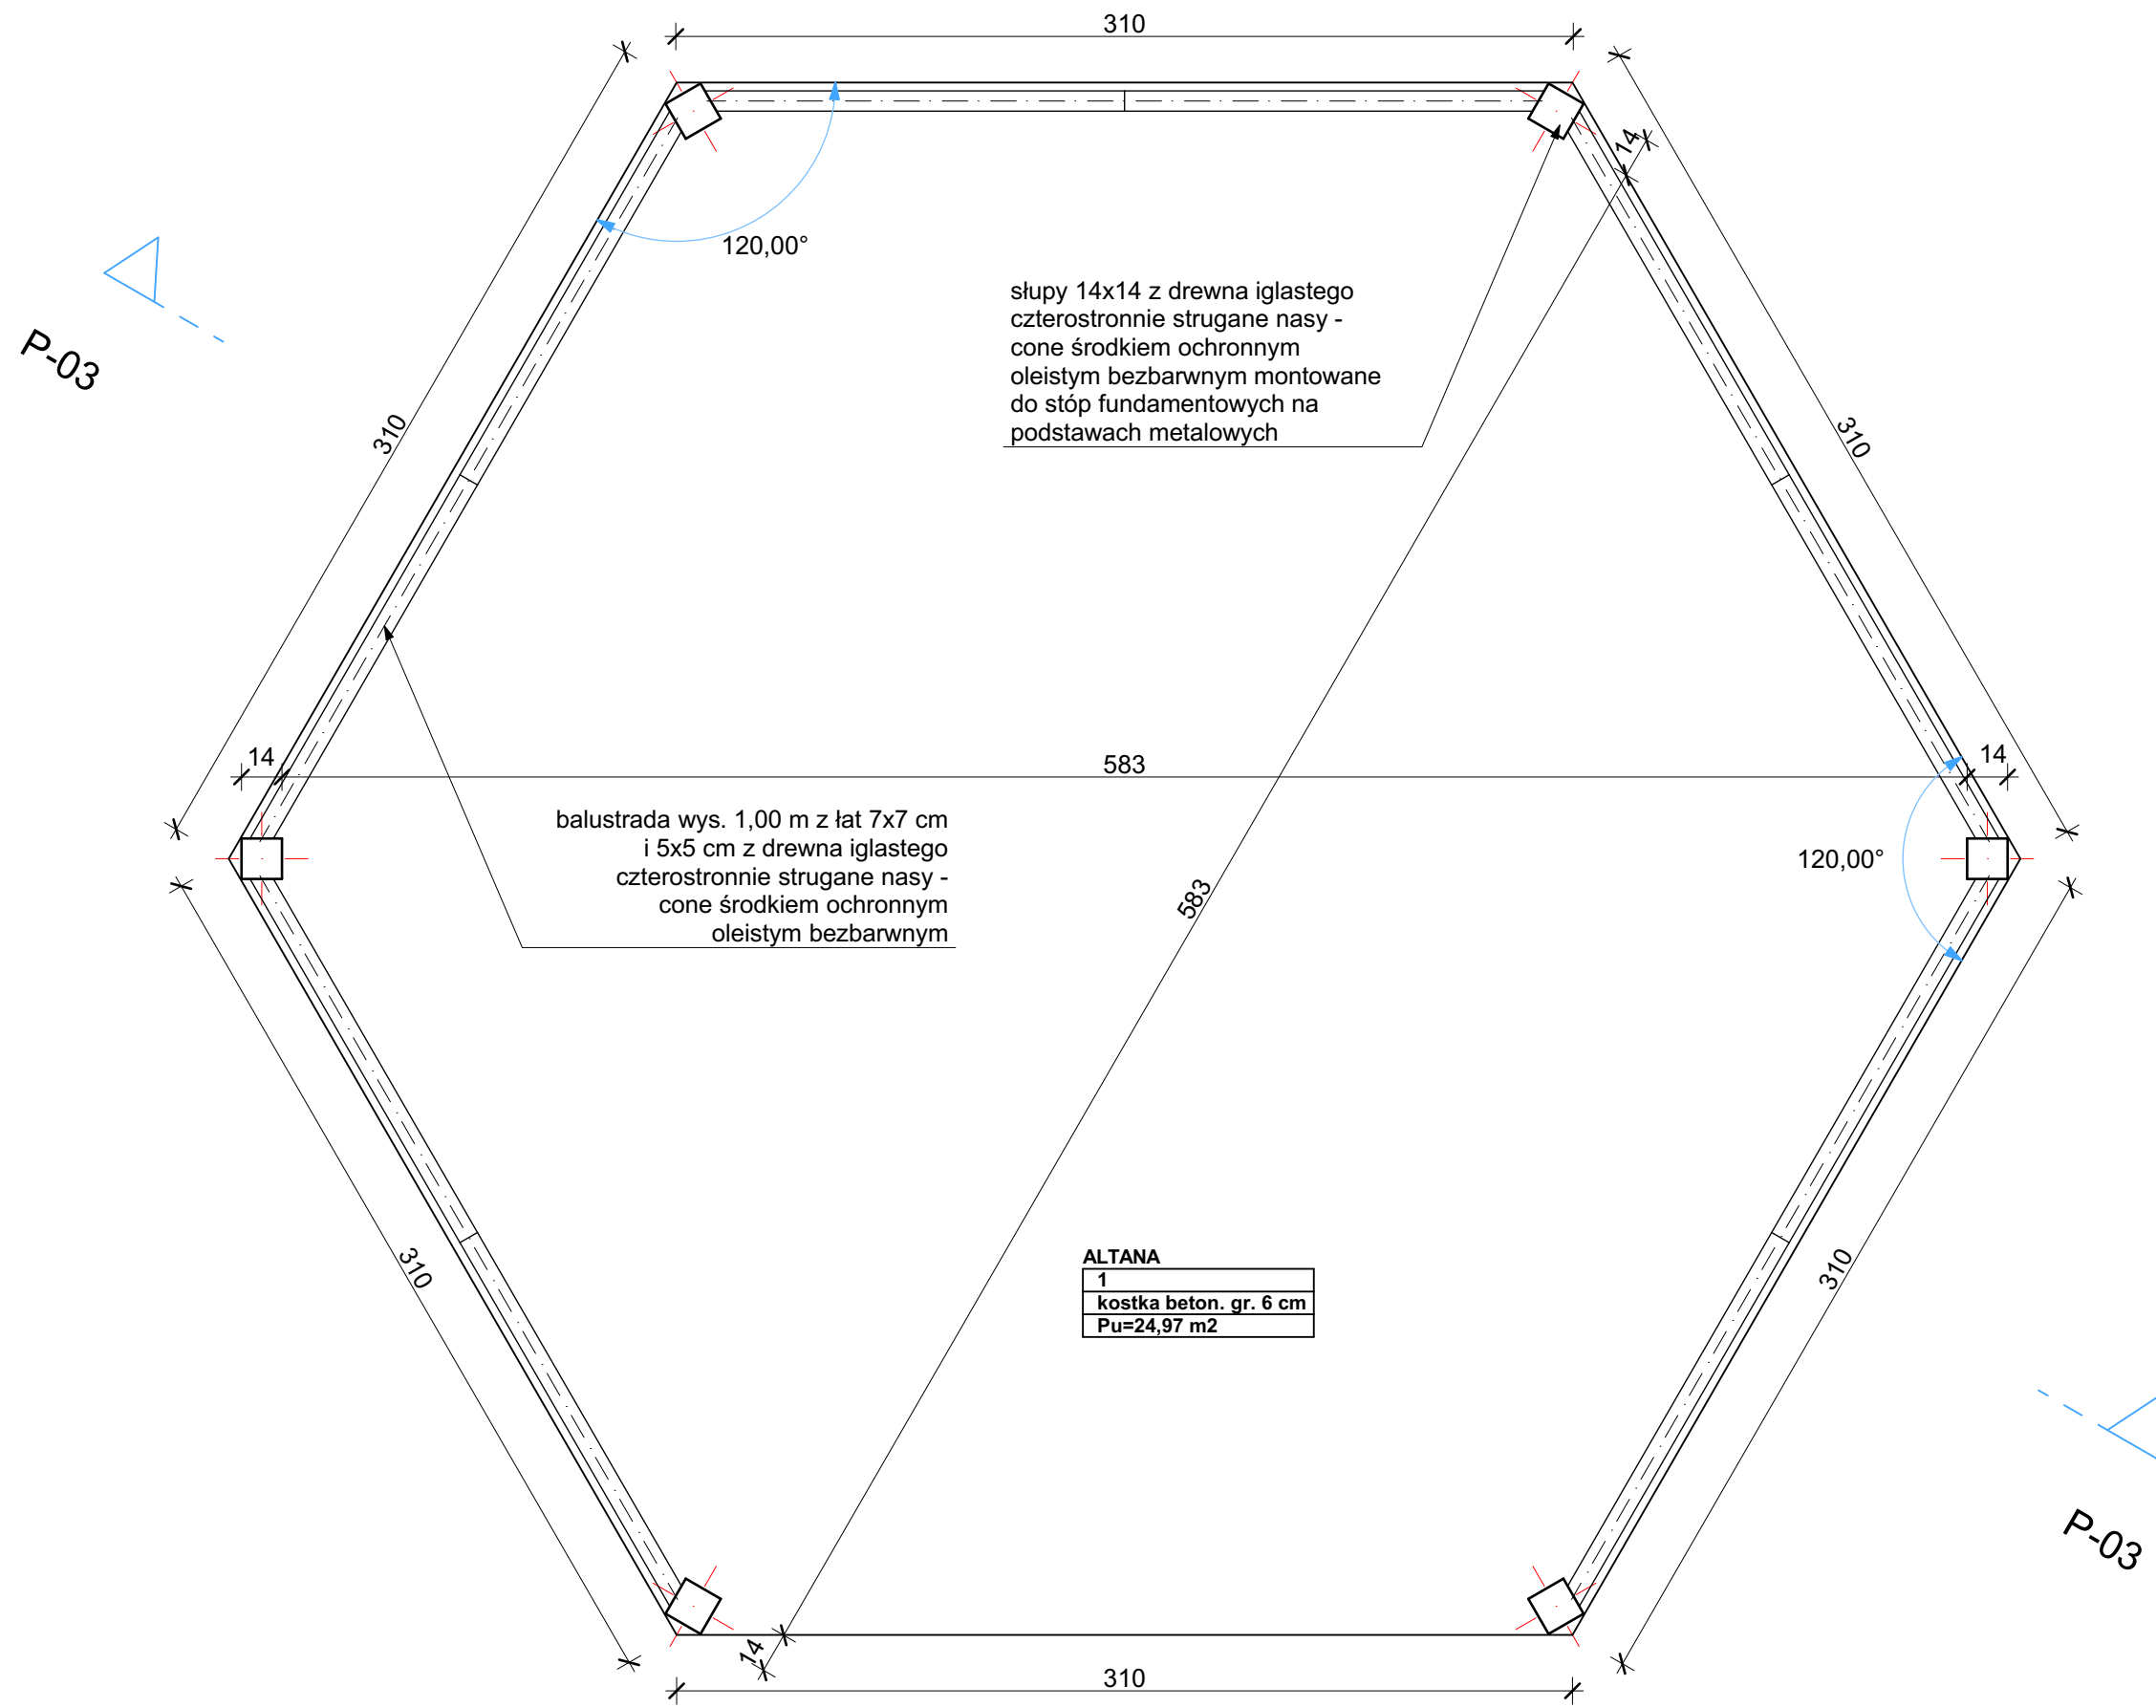 310
14
120,00°
P-03
słupy 14x14 z drewna iglastego
czterostronnie strugane nasy -
cone środkiem ochronnym
oleistym bezbarwnym montowane
do stóp fundamentowych na
podstawach metalowych
310
310
14
583
14
balustrada wys. 1,00 m z łat 7x7 cm
i 5x5 cm z drewna iglastego
czterostronnie strugane nasy -
cone środkiem ochronnym
oleistym bezbarwnym
120,00°
583
310
310
ALTANA
1
kostka beton. gr. 6 cm
Pu=24,97 m2
P-03
14
310